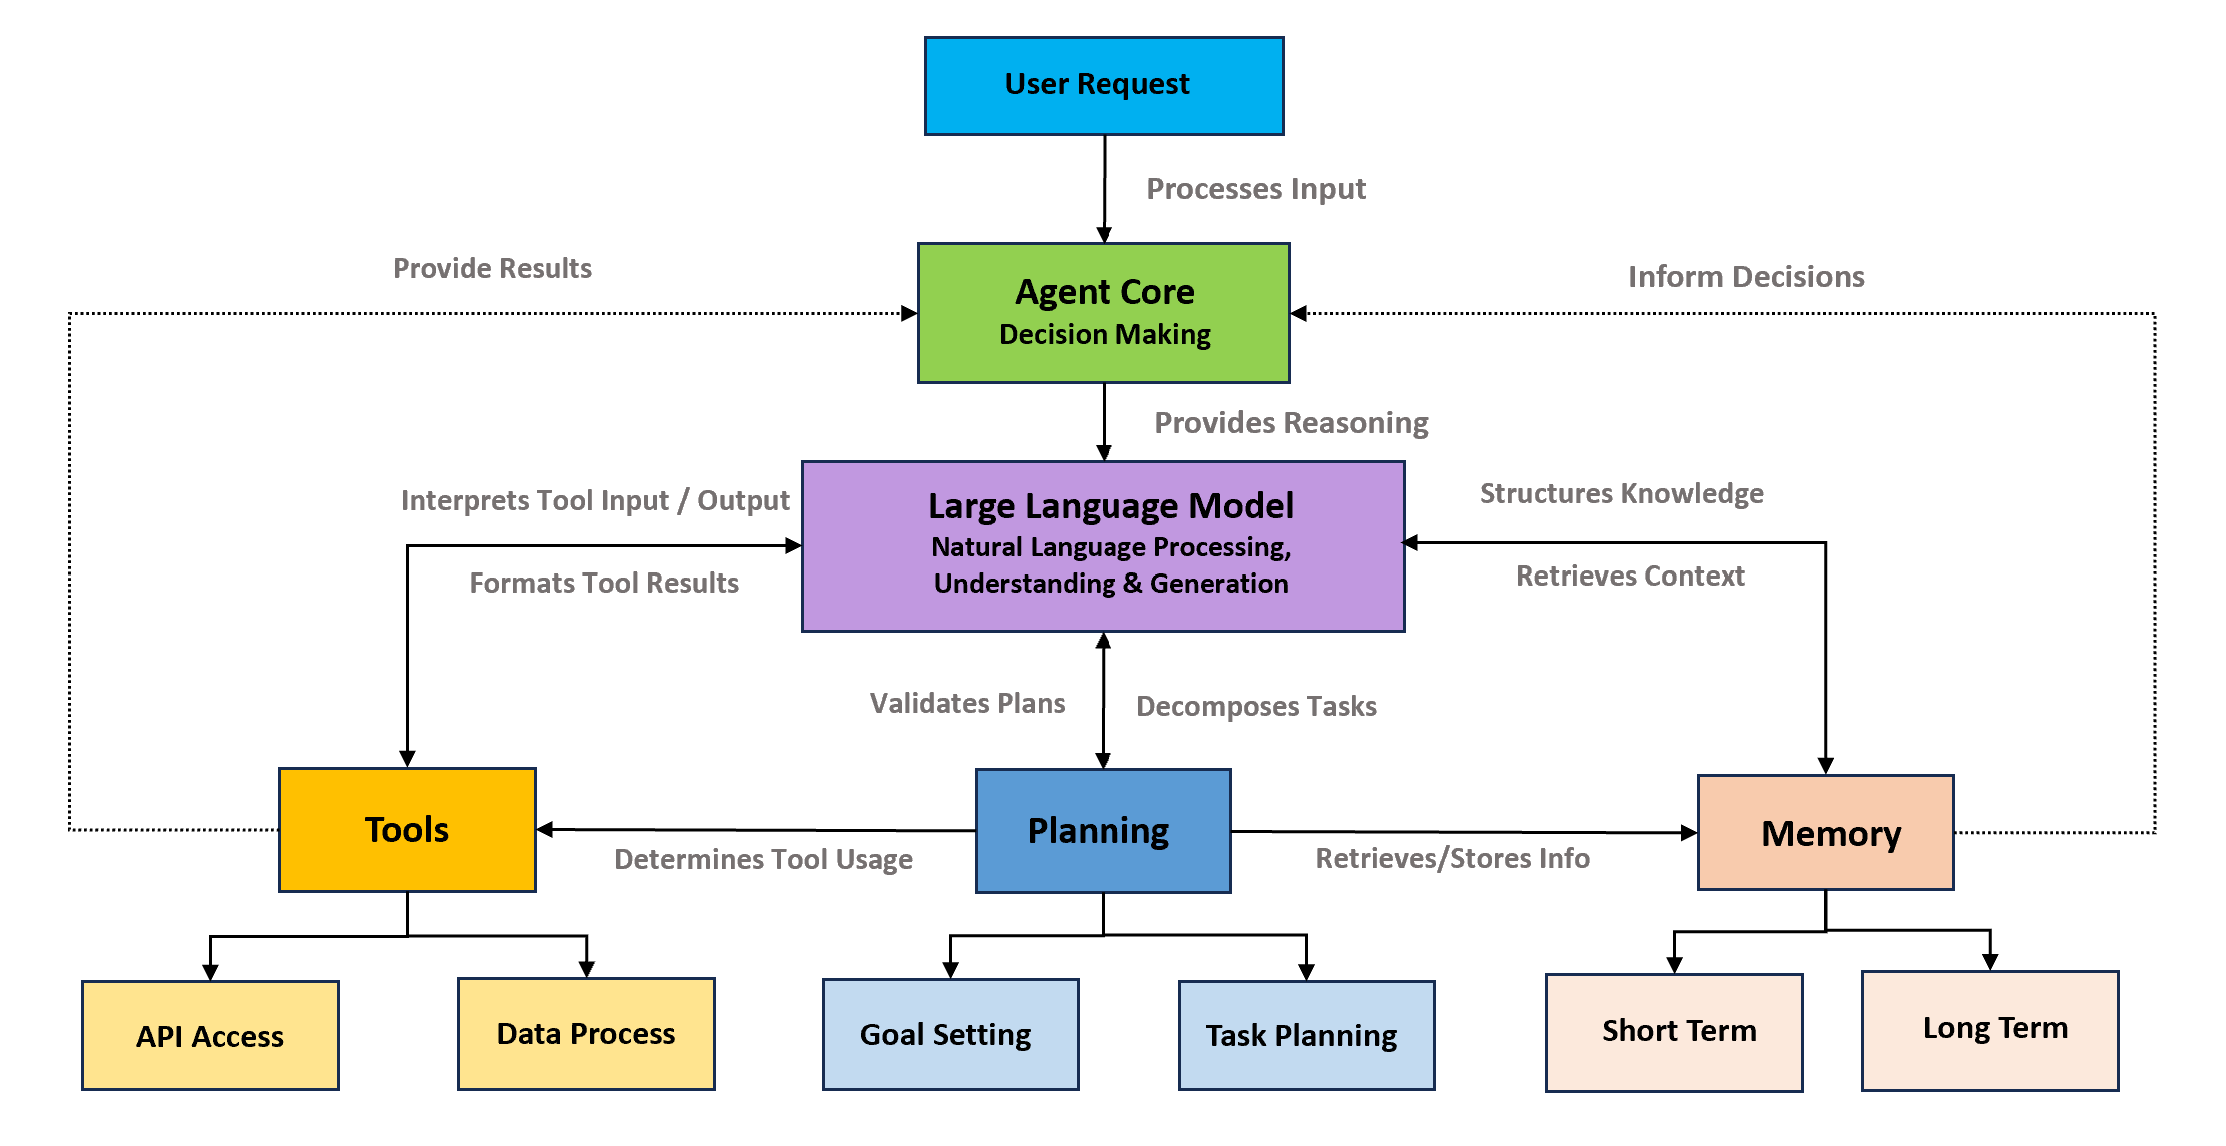 User Request
Processes Input
Provide Results
Inform Decisions
Agent Core
Decision Making
Provides Reasoning
Interprets Tool Input / Output
Large Language Model
Natural Language Processing,
Understanding & Generation
Structures Knowledge
Formats Tool Results
Retrieves Context
Validates Plans
Decomposes Tasks
Tools
Planning
Memory
Determines Tool Usage
Retrieves/Stores Info
API Access
Data Process
Goal Setting
Task Planning
Short Term
Long Term